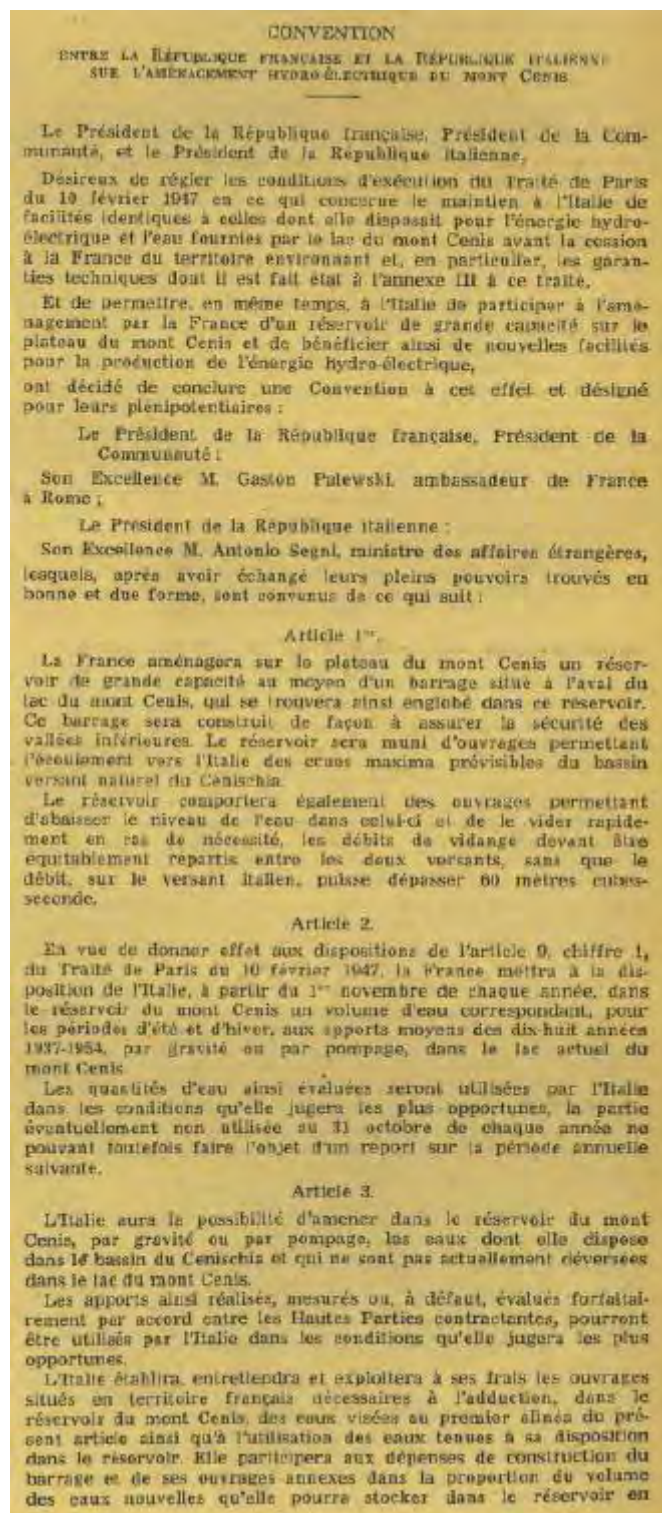 CONVENTION
ENTRE LA RÉPUBLIQUE FRANÇAISE ET LA RÉPUBLIQUE ITALIENNE
SUR L'AMÉNAGEMENT HYDRO-ÉLECTRIQUE DU MONT CENIS
Le Président de la République française, Président de la Com-
munauté, et le Président de la République italienne,
Désireux de régler les conditions d'exécution du Traité de Paris
du 10 février 1947 en ce qui concerne le maintien à l'Italie de
facilités identiques à celles dont elle disposait pour l'énergie hydro-
électrique et l'eau fournies par le lac du mont Cenis avant la cession
à la France du territoire environnant et, en particulier, les garan-
ties techniques dont il est fait état à l'annexe III à ce traité,
Et de permettre, en même temps, à l'Italie de participer à l'amé-
nagement par la France d'un réservoir de grande capacité sur le
plateau du mont Cenis et de bénéficier ainsi de nouvelles facilités
pour la production de l'énergie hydro-électrique,
ont décidé de conclure une Convention à cet effet et désigné
pour leurs plénipotentiaires :
Le Président de la République française, Président de la
Communauté :
Son Excellence M. Gaston Palewski, ambassadeur de France
à Rome ;
Le Président de la République italienne :
Son Excellence M. Antonio Segni, ministre des affaires étrangères,
lesquels, après avoir échangé leurs pleins pouvoirs trouvés en
bonne et due forme, sont convenus de ce qui suit :
Article 1er.
La France aménagera sur le plateau du mont Cenis un réser-
voir de grande capacité au moyen d'un barrage situé à l'aval du
lac du mont Cenis, qui se trouvera ainsi englobé dans ce réservoir.
Ce barrage sera construit de façon à assurer la sécurité des
vallées inférieures. Le réservoir sera muni d'ouvrages permettant
l'écoulement vers l'Italie des crues maxima prévisibles du bassin
versant naturel du Cenischia.
Le réservoir comportera également des ouvrages permettant
d'abaisser le niveau de l'eau dans celui-ci et de le vider rapide-
ment en cas de nécessité, les débits de vidange devant être
équitablement repartis entre les deux versants, sans que le
débit, sur le versant italien, puisse dépasser 60 mètres cubes-
seconde.
Article 2.
En vue de donner effet aux dispositions de l'article 9, chiffre 1,
du Traité de Paris du 10 février 1947, la France mettra à la dis-
position de l'Italie, à partir du 1er novembre de chaque année, dans
le réservoir du mont Cenis un volume d'eau correspondant, pour
les périodes d'été et d'hiver, aux apports moyens des dix-huit années
1937-1954, par gravité ou par pompage, dans le lac actuel du
mont Cenis
Les quantités d'eau ainsi évaluées seront utilisées par l'Italie
dans les conditions qu'elle jugera les plus opportunes, la partie
éventuellement non utilisée au 31 octobre de chaque année ne
pouvant toutefois faire l'objet d'un report sur la période annuelle
suivante.
Article 3.
L'Italie aura la possibilité d'amener dans le réservoir du mont
Cenis, par gravité ou par pompage, les eaux dont elle dispose
dans le bassin du Cenischia et qui ne sont pas actuellement déversées
dans le lac du mont Cenis.
Les apports ainsi réalisés, mesurés ou, à défaut, évalués forfaitai-
rement par accord entre les Hautes Parties contractantes, pourront
être utilisés par l'Italie dans les conditions qu'elle jugera les plus
opportunes.
L'Italie établira, entretiendra et exploitera à ses frais les ouvrages
situés en territoire français nécessaires à l'adduction, dans le
réservoir du mont Cenis, des eaux visées au premier alinéa du pré-
sent article ainsi qu'à l'utilisation des eaux tenues à sa disposition
dans le réservoir. Elle participera aux dépenses de construction du
barrage et de ses ouvrages annexes dans la proportion du volume
des eaux nouvelles qu'elle pourra stocker dans le réservoir en